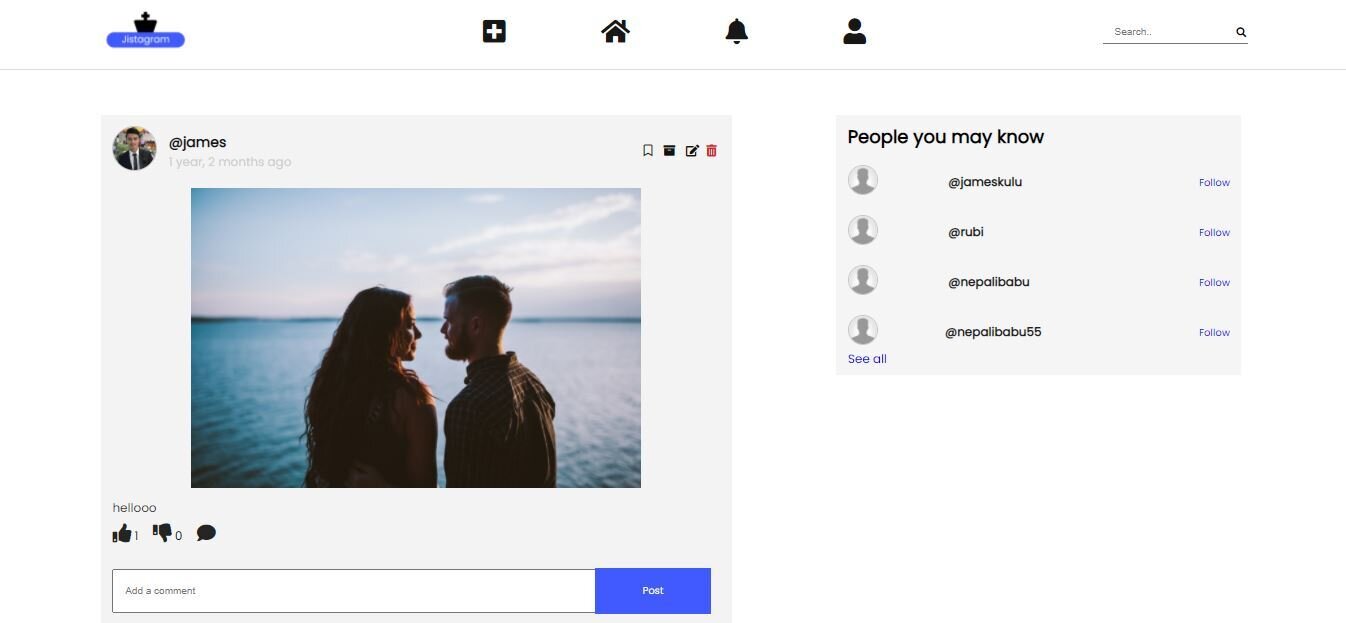 Jistagram
Search..
@james
1 year, 2 months ago
hellooo
1
0
Add a comment
Post
People you may know
@jameskulu
Follow
@rubi
Follow
@nepalibabu
Follow
@nepalibabu55
Follow
See all